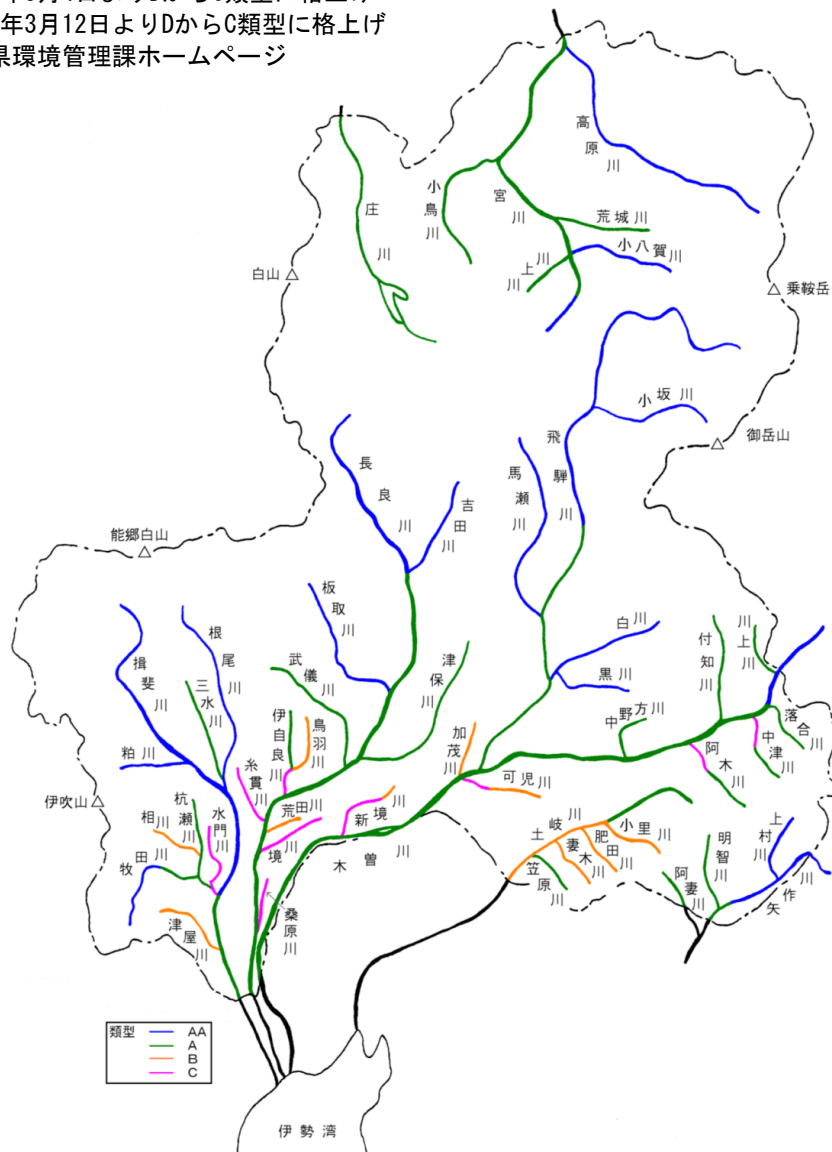 年3月12日よりDからC類型に格上げ
県環境管理課ホームページ
高原川
小鳥川
宮川
庄川
荒城川
小八賀川
川上川
白山
乗鞍岳
小坂川
飛騨川
御岳山
馬瀬川
長良川
吉田川
能郷白山
板取川
白川
黒川
付知川
川上川
揖斐川
根尾川
三水川
武儀川
津保川
伊自良川
鳥羽川
加茂川
中野方川
落合川
中津川
阿木川
粕川
糸貫川
可児川
伊吹山
杭瀬川
水門川
荒田川
新境川
境川
相川
牧田川
木曽川
土岐川
肥田川
小里川
妻木川
笠原川
明智川
上村川
阿妻川
矢作川
桑原川
津屋川
類型
AA
A
B
C
伊勢湾